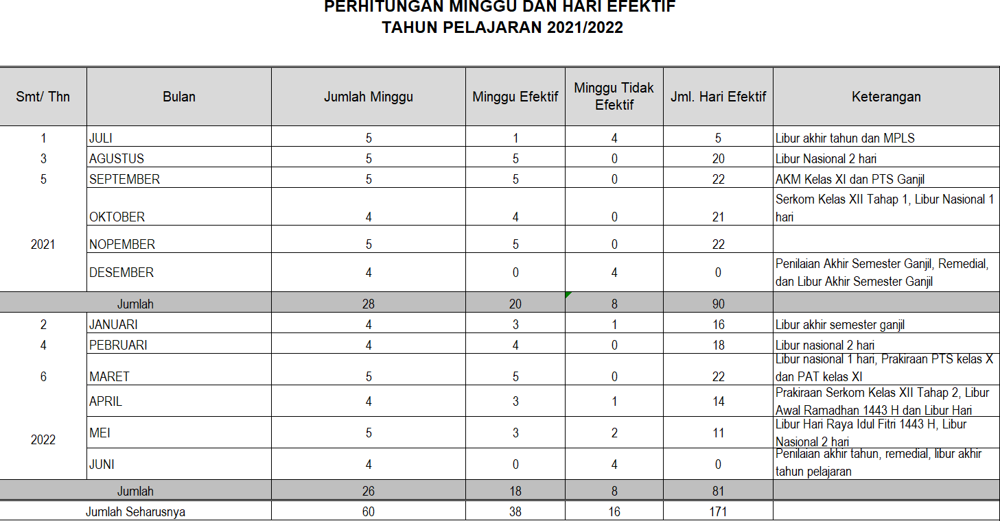 PERHITUNGAN MINGGU DAN HARI EFEKTIF
TAHUN PELAJARAN 2021/2022
Smt/ Thn Bulan Jumlah Minggu Minggu Efektif Minggu Tidak Efektif Jml. Hari Efektif Keterangan
1 JULI 5 1 4 5 Libur akhir tahun dan MPLS
3 AGUSTUS 5 5 0 20 Libur Nasional 2 hari
5 SEPTEMBER 5 5 0 22 AKM Kelas XI dan PTS Ganjil
OKTOBER 4 4 0 21 Serkom Kelas XII Tahap 1, Libur Nasional 1
hari
2021 NOPEMBER 5 5 0 22
DESEMBER 4 0 4 0 Penilaian Akhir Semester Ganjil, Remedial,
dan Libur Akhir Semester Ganjil
Jumlah 28 20 8 90
2 JANUARI 4 3 1 16 Libur akhir semester ganjil
4 PEBRUARI 4 4 0 18 Libur nasional 2 hari
6 MARET 5 5 0 22 Libur nasional 1 hari, Prakiraan PTS kelas X
dan PAT kelas XI
APRIL 4 3 1 14 Prakiraan Serkom Kelas XII Tahap 2, Libur
Awal Ramadhan 1443 H dan Libur Hari
2022 MEI 5 3 2 11 Libur Hari Raya Idul Fitri 1443 H, Libur
Nasional 2 hari
JUNI 4 0 4 0 Penilaian akhir tahun, remedial, libur akhir
tahun pelajaran
Jumlah 26 18 8 81
Jumlah Seharusnya 60 38 16 171